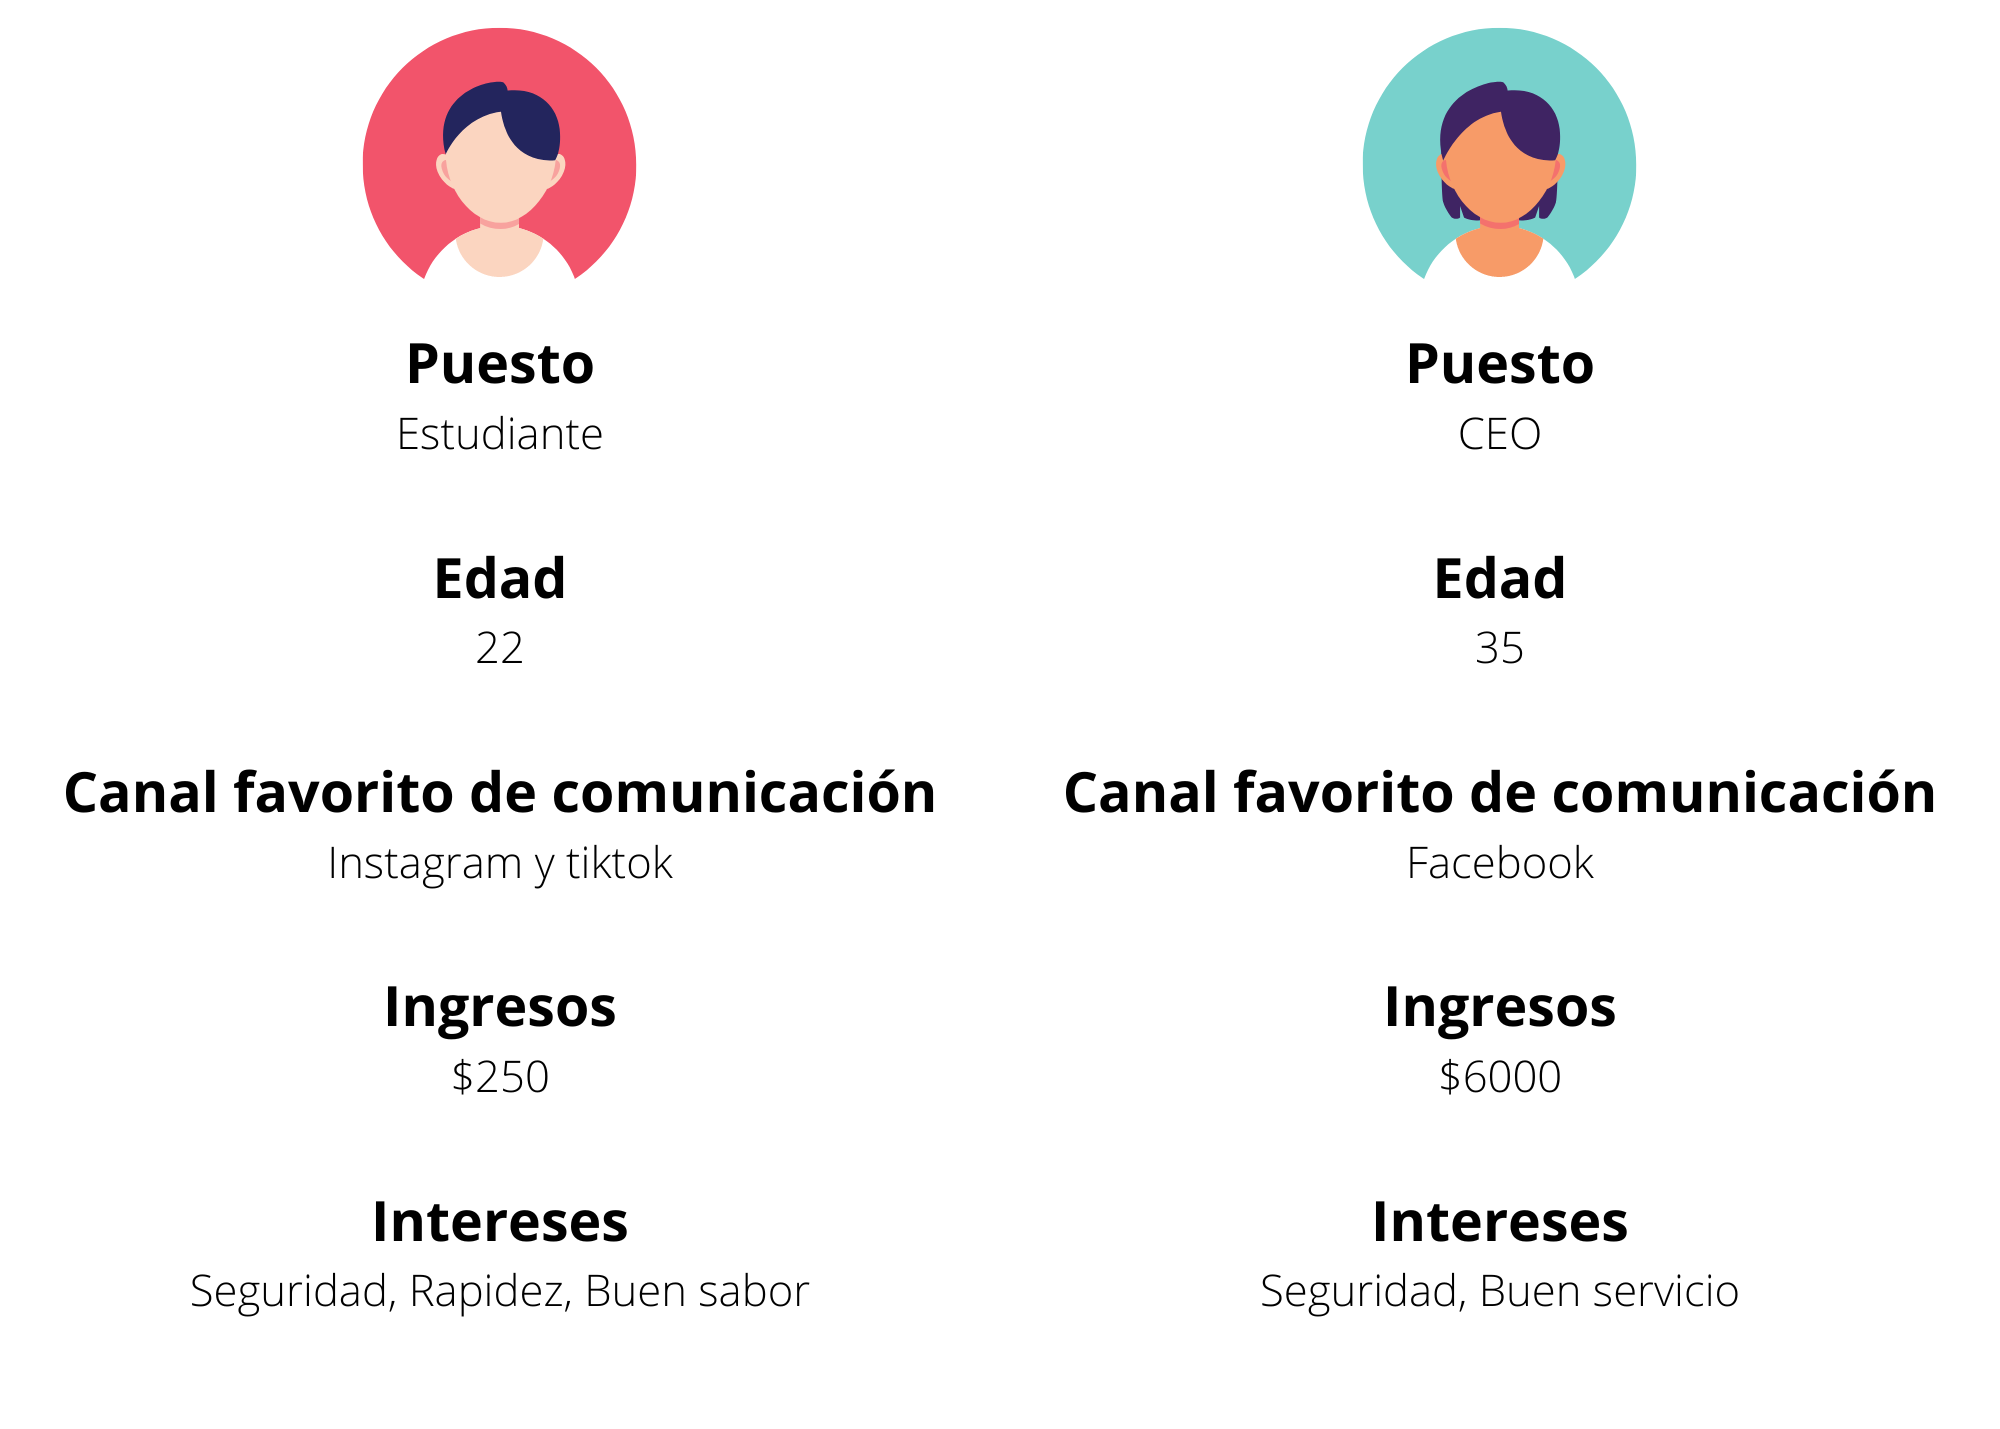 Puesto
Estudiante
Edad
22
Canal favorito de comunicación
Instagram y tiktok
Ingresos
$250
Intereses
Seguridad, Rapidez, Buen sabor
Puesto
CEO
Edad
35
Canal favorito de comunicación
Facebook
Ingresos
$6000
Intereses
Seguridad, Buen servicio